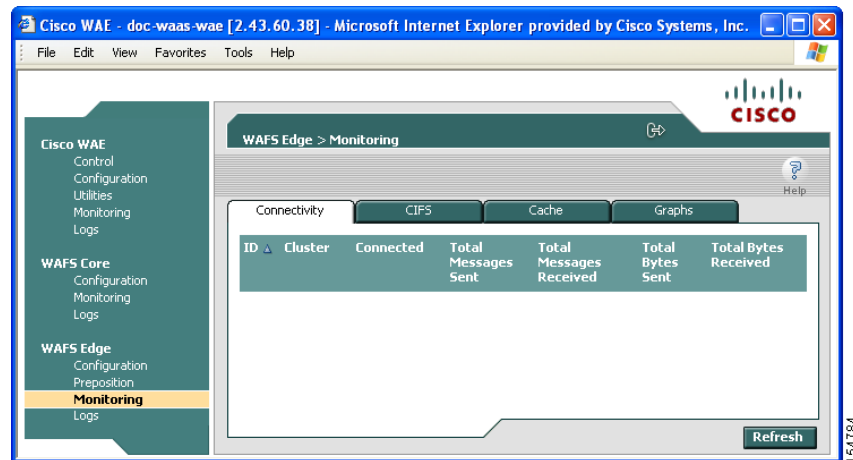 Cisco WAE - doc-waas-wae [2.43.60.38] - Microsoft Internet Explorer provided by Cisco Systems, Inc.
File Edit View Favorites Tools Help
CISCO
WAFS Edge > Monitoring
Help
Cisco WAE
Control
Configuration
Utilities
Monitoring
Logs
WAFS Core
Configuration
Monitoring
Logs
WAFS Edge
Configuration
Preposition
Monitoring
Logs
Connectivity CIFS Cache Graphs
ID Cluster Connected Total Messages Sent Total Messages Received Total Bytes Sent Total Bytes Received
Refresh
154784